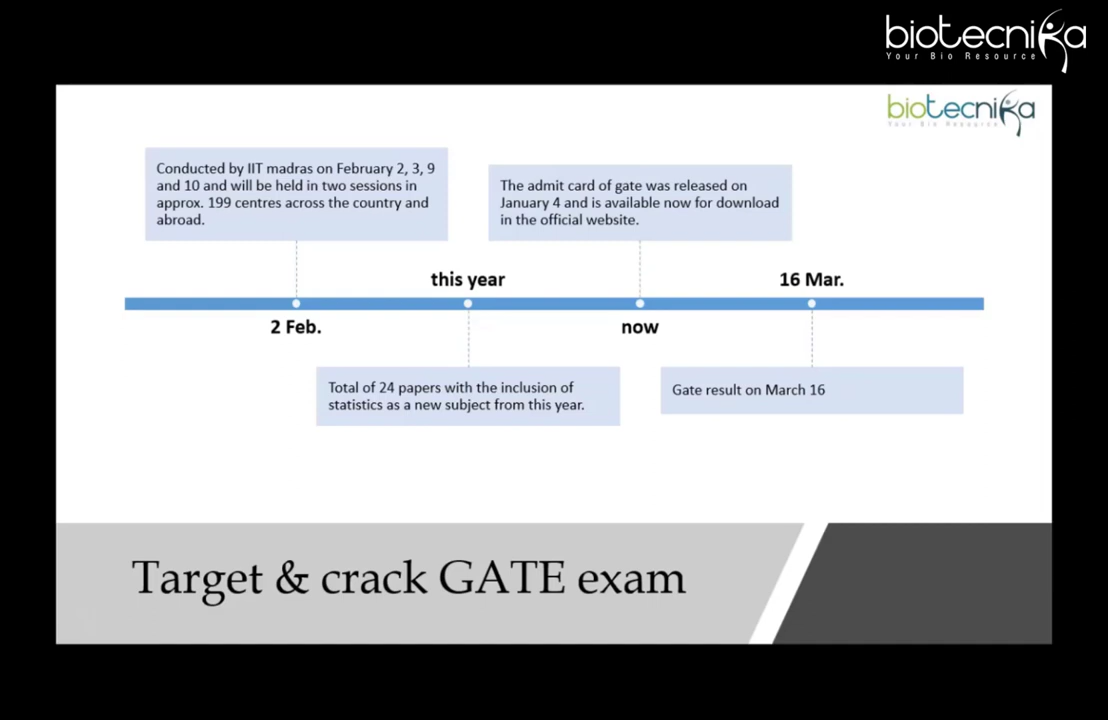 biotecnika
Your Bio Resource
biotecnika
Your Bio Resource
Conducted by IIT madras on February 2, 3, 9
and 10 and will be held in two sessions in
approx. 199 centres across the country and
abroad.
The admit card of gate was released on
January 4 and is available now for download
in the official website.
this year
16 Mar.
2 Feb.
now
Total of 24 papers with the inclusion of
statistics as a new subject from this year.
Gate result on March 16
Target & crack GATE exam